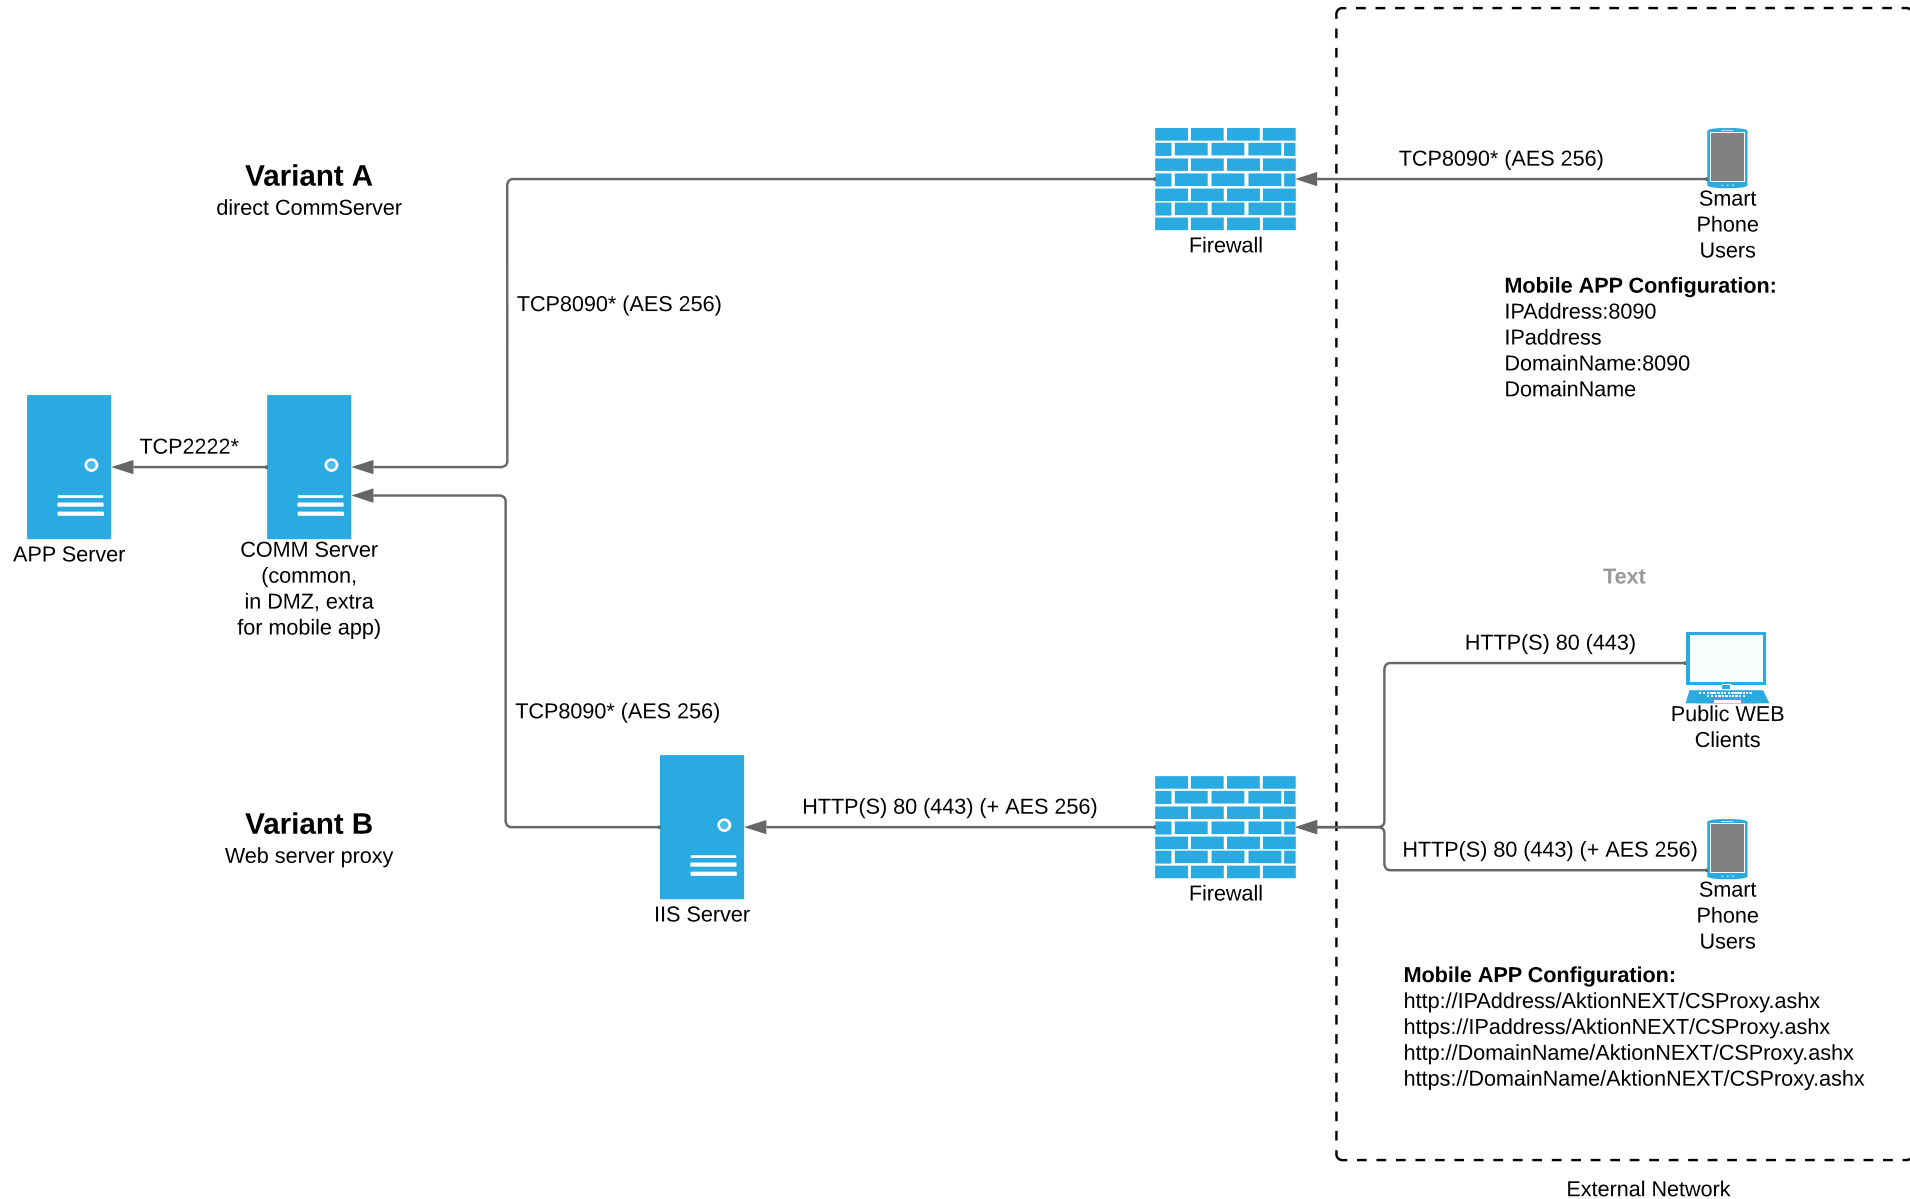 Variant A
direct CommServer
TCP8090* (AES 256)
Firewall
TCP8090* (AES 256)
Smart
Phone
Users
Mobile APP Configuration:
IPAddress:8090
IPaddress
DomainName:8090
DomainName
TCP2222*
APP Server
COMM Server
(common,
in DMZ, extra
for mobile app)
Text
HTTP(S) 80 (443)
Public WEB
Clients
TCP8090* (AES 256)
Variant B
Web server proxy
IIS Server
HTTP(S) 80 (443) (+ AES 256)
Firewall
HTTP(S) 80 (443) (+ AES 256)
Smart
Phone
Users
Mobile APP Configuration:
http://IPAddress/AktionNEXT/CSProxy.ashx
https://IPaddress/AktionNEXT/CSProxy.ashx
http://DomainName/AktionNEXT/CSProxy.ashx
https://DomainName/AktionNEXT/CSProxy.ashx
External Network